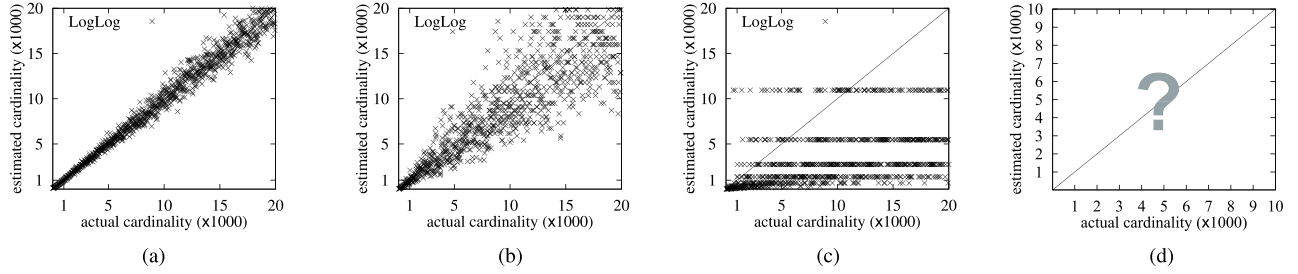 LogLog
20
15
10
5
1
estimated cardinality (x1000)
1 5 10 15 20
actual cardinality (x1000)
(a)
LogLog
20
15
10
5
1
estimated cardinality (x1000)
1 5 10 15 20
actual cardinality (x1000)
(b)
LogLog
20
15
10
5
1
estimated cardinality (x1000)
1 5 10 15 20
actual cardinality (x1000)
(c)
10
9
8
7
6
5
4
3
2
1
estimated cardinality (x1000)
?
1 2 3 4 5 6 7 8 9 10
actual cardinality (x1000)
(d)